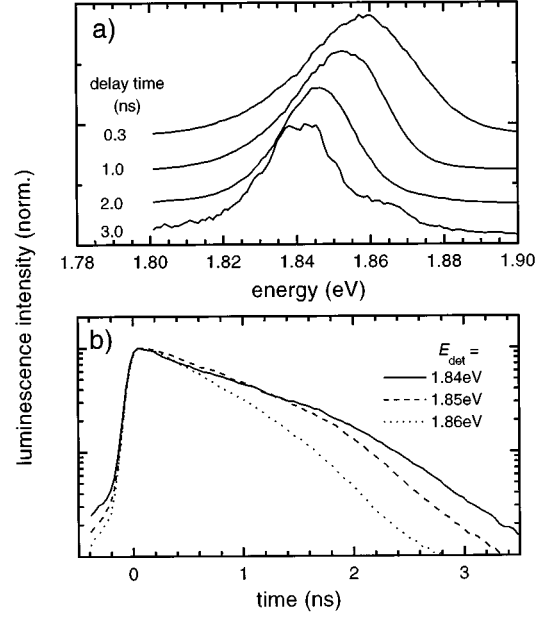 a)
delay time
(ns)
0.3
1.0
2.0
3.0
1.78 1.80 1.82 1.84 1.86 1.88 1.90
energy (eV)
luminescence intensity (norm.)
b)
E_det =
1.84eV
1.85eV
1.86eV
0 1 2 3
time (ns)